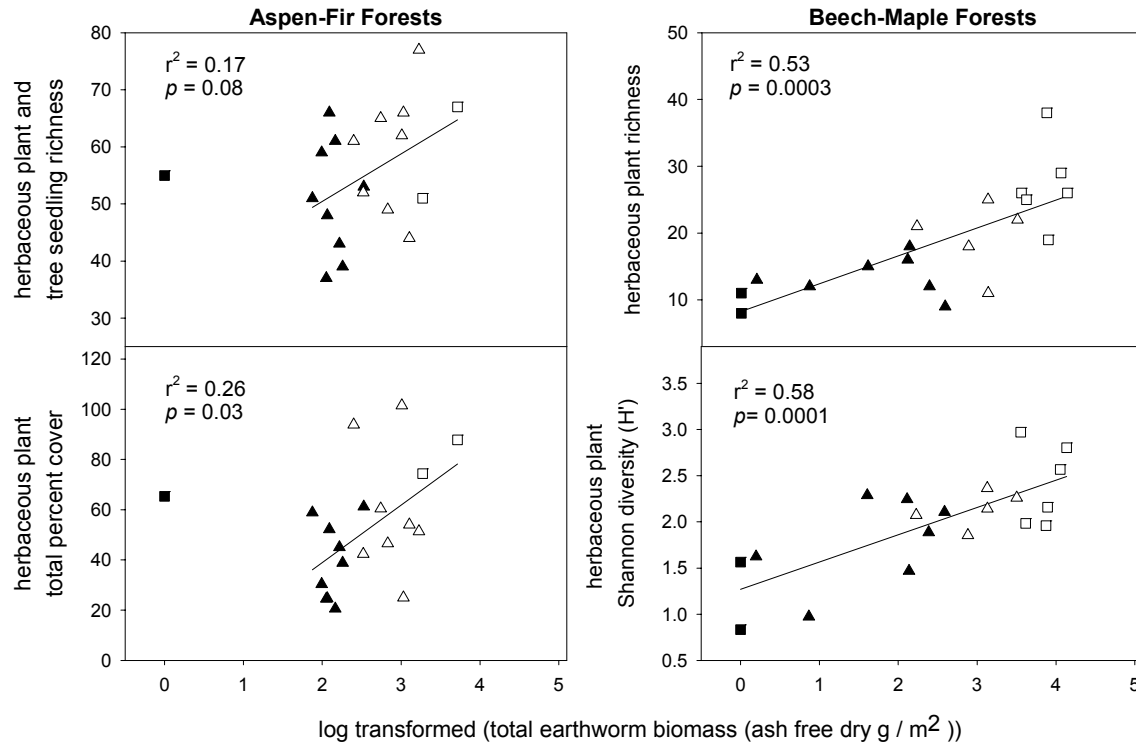 Aspen-Fir Forests
Beech-Maple Forests
80
70
60
50
40
30
r² = 0.17
p = 0.08
herbaceous plant and
tree seedling richness
50
40
30
20
10
r² = 0.53
p = 0.0003
herbaceous plant richness
120
100
80
60
40
20
0
r² = 0.26
p = 0.03
herbaceous plant
total percent cover
0 1 2 3 4 5
3.5
3.0
2.5
2.0
1.5
1.0
0.5
r² = 0.58
p= 0.0001
herbaceous plant
Shannon diversity (H')
0 1 2 3 4 5
log transformed (total earthworm biomass (ash free dry g / m² ))